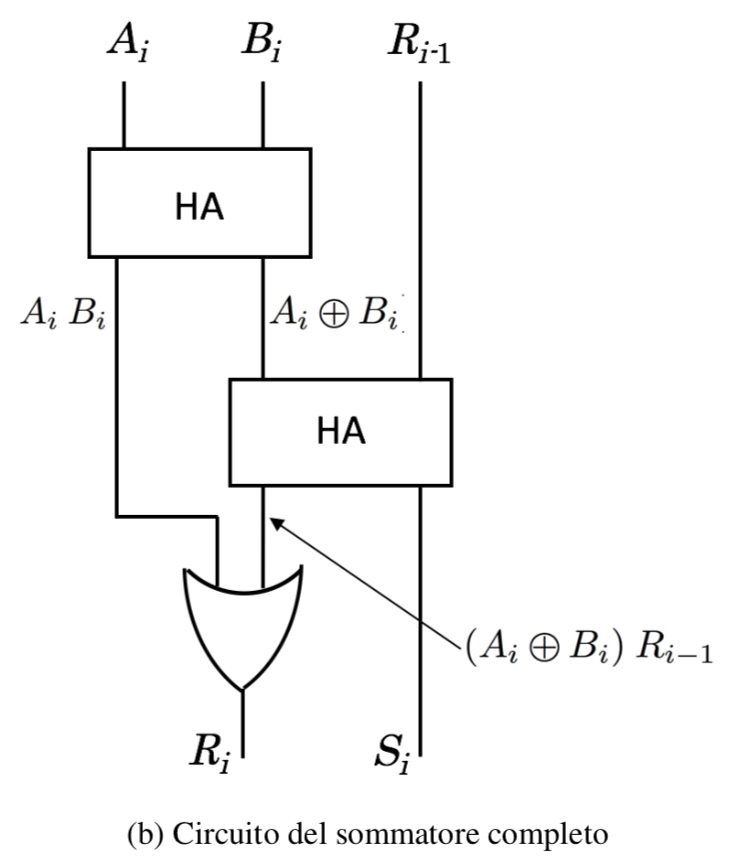 Aᵢ Bᵢ Rᵢ₋₁
HA
Aᵢ Bᵢ Aᵢ ⊕ Bᵢ
HA
(Aᵢ ⊕ Bᵢ) Rᵢ₋₁
Rᵢ Sᵢ
(b) Circuito del sommatore completo